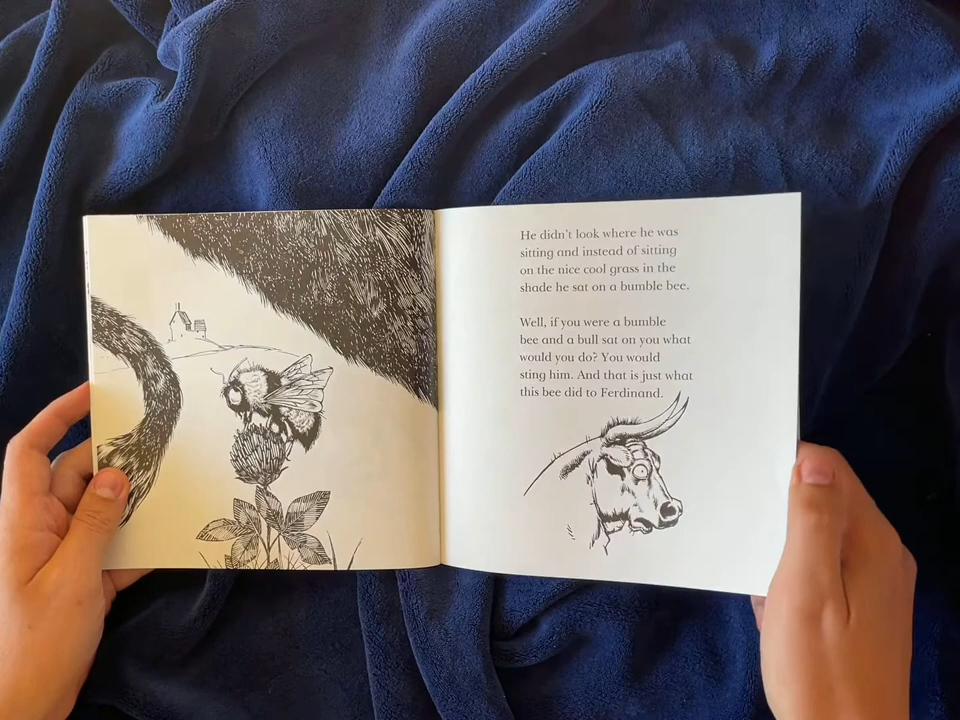 He didn't look where he was
sitting and instead of sitting
on the nice cool grass in the
shade he sat on a bumble bee.
Well, if you were a bumble
bee and a bull sat on you what
would you do? You would
sting him. And that is just what
this bee did to Ferdinand.